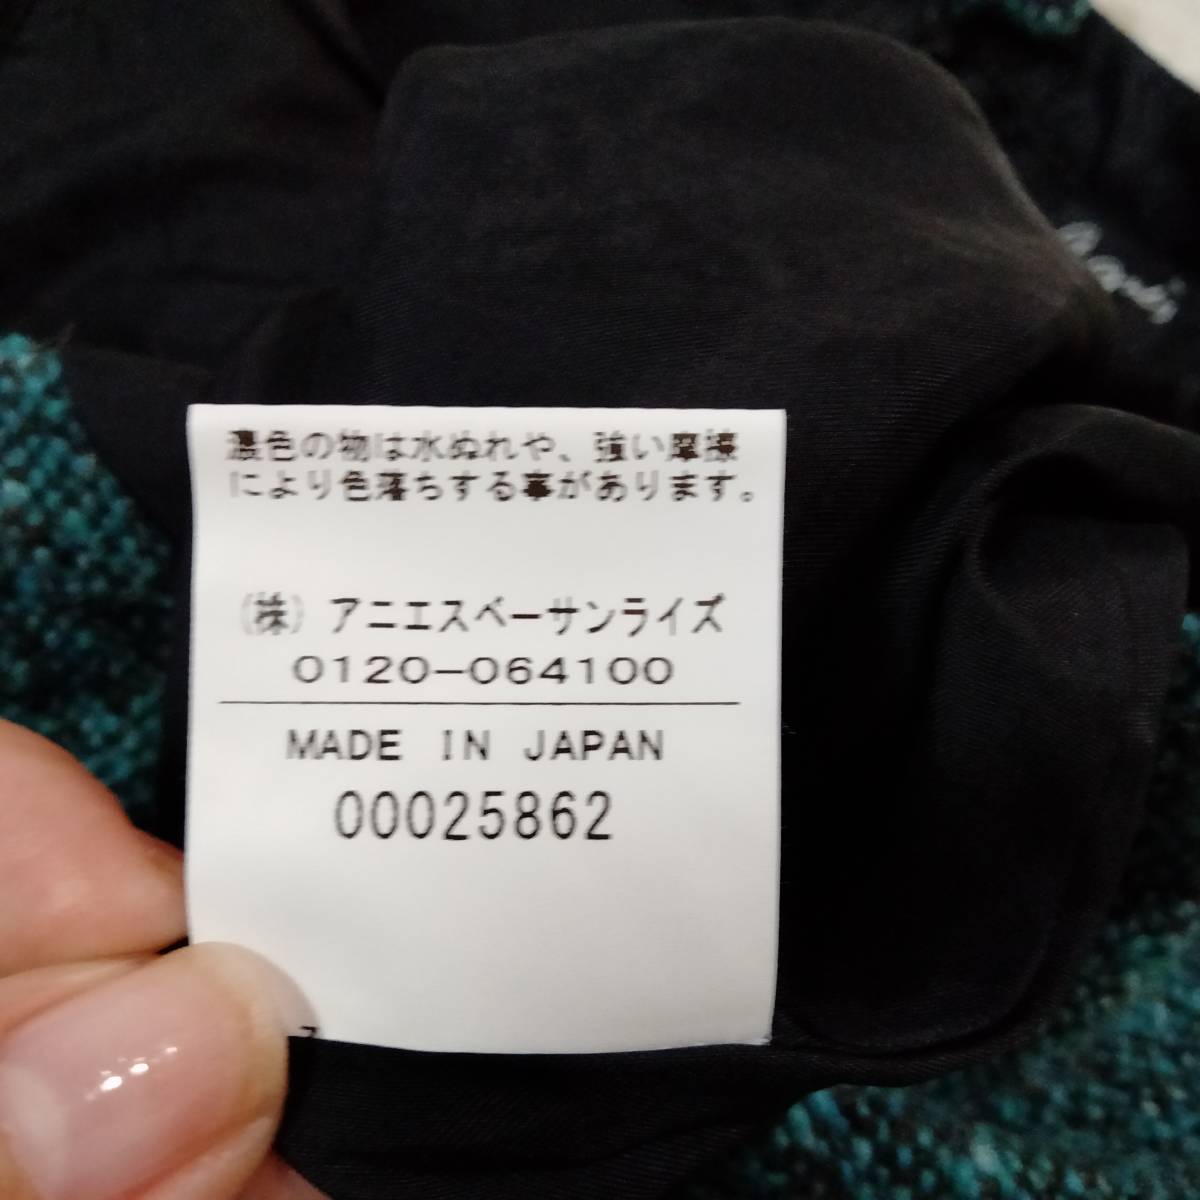 濃色の物は水ぬれや、強い摩擦
により色落ちする事があります。
(株) アニエスベーサンライズ
0120-064100
MADE IN JAPAN
00025862